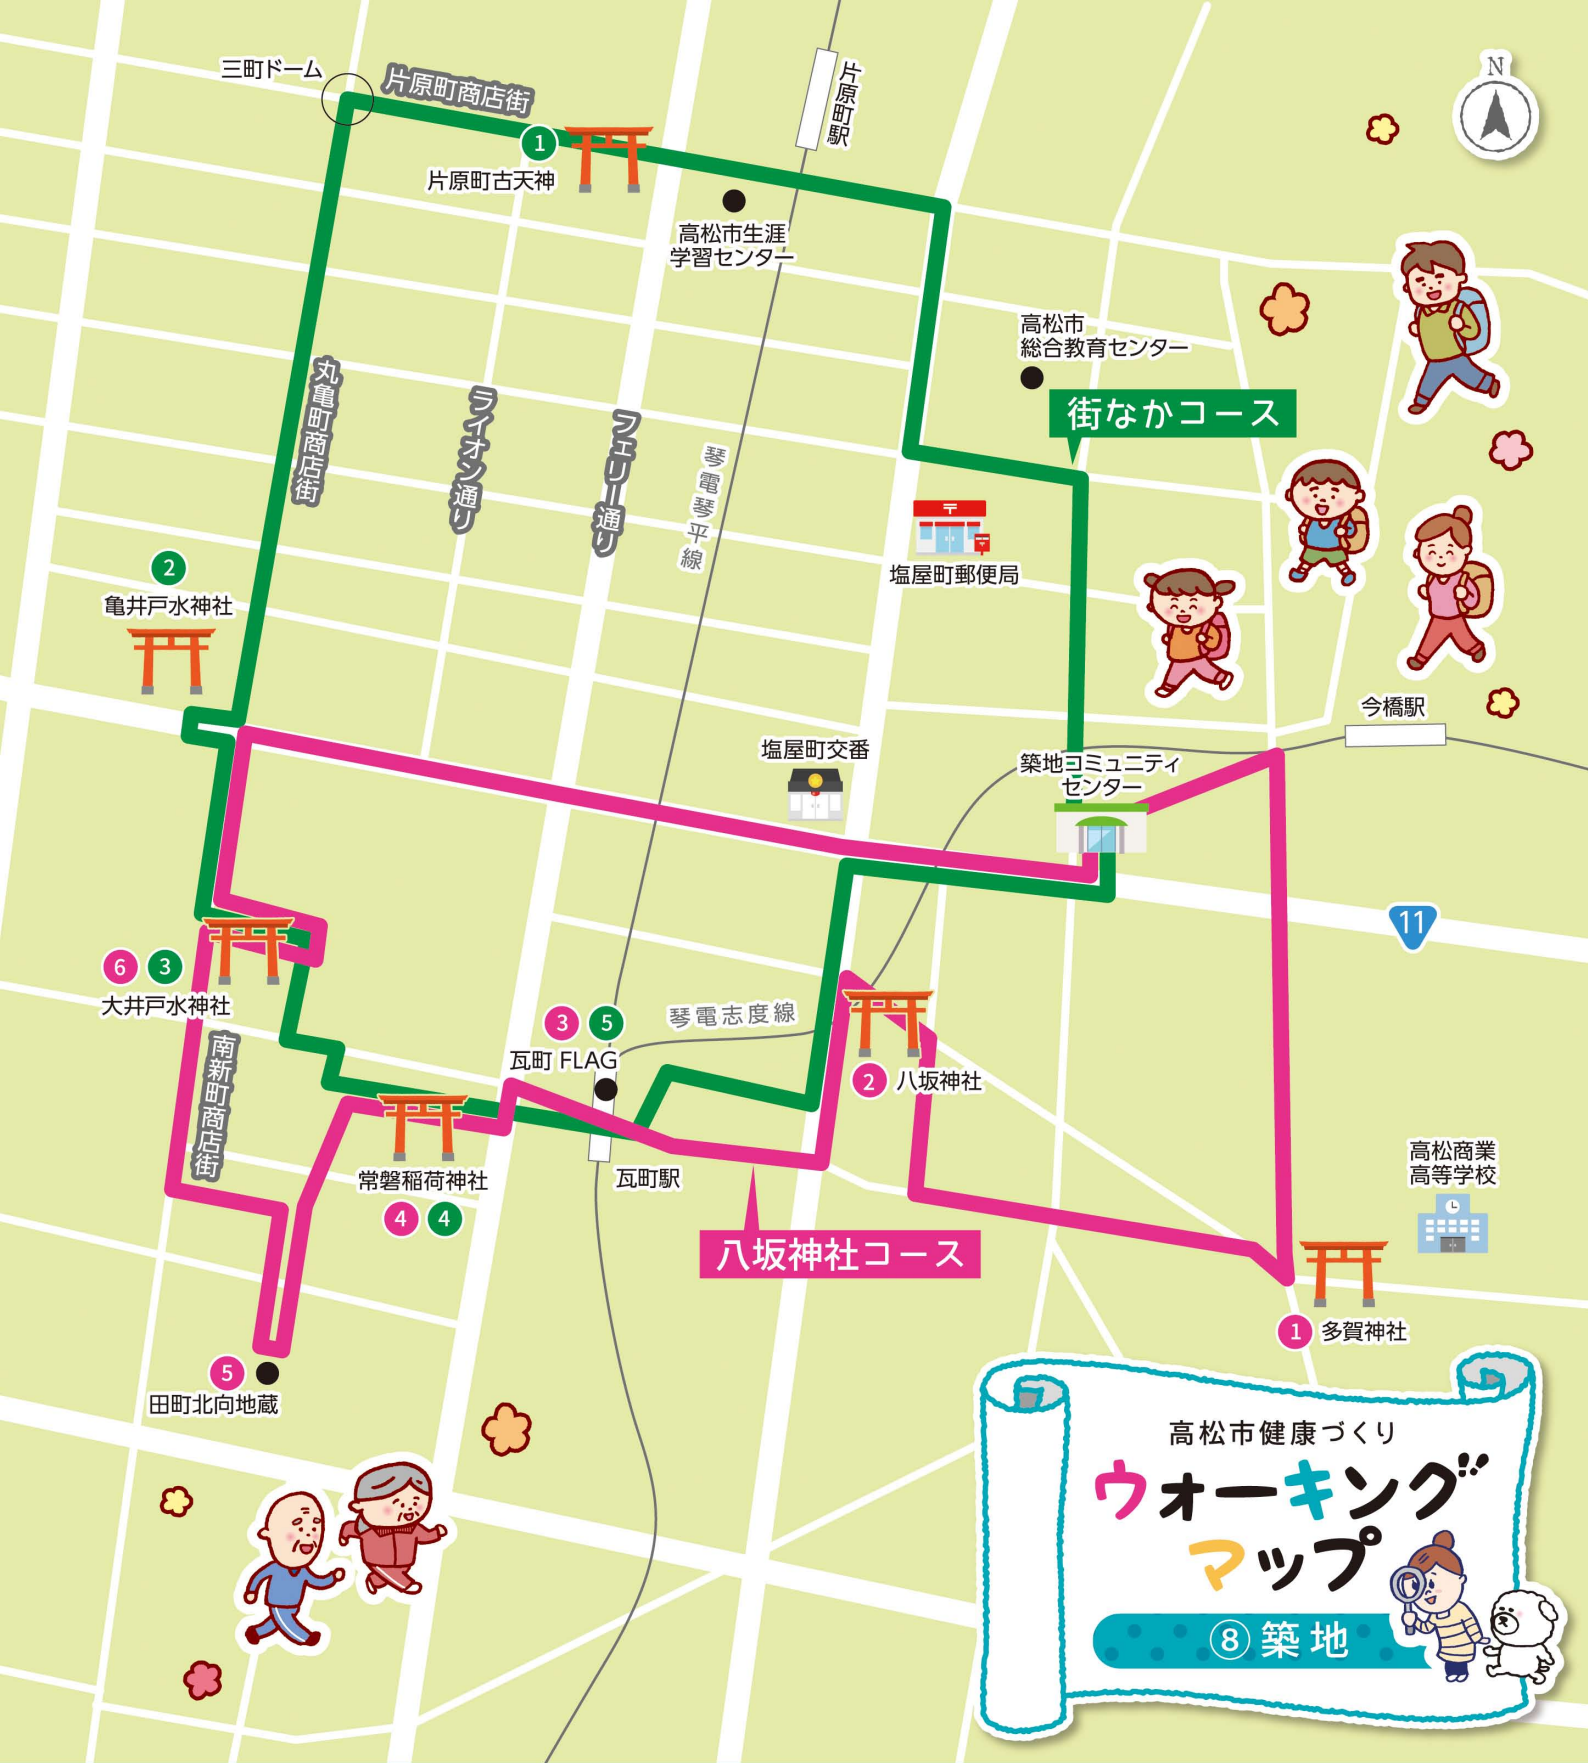 N
三町ドーム
片原町商店街
片原町駅
1
片原町古天神
高松市生涯
学習センター
高松市
総合教育センター
街なかコース
丸亀町商店街
ライオン通り
フェリー通り
琴電琴平線
塩屋町郵便局
2
亀井戸水神社
今橋駅
塩屋町交番
築地コミュニティ
センター
11
6 3
大井戸水神社
南新町商店街
3 5
瓦町 FLAG
琴電志度線
2 八坂神社
瓦町駅
常磐稲荷神社
4 4
八坂神社コース
高松商業
高等学校
1 多賀神社
5
田町北向地蔵
高松市健康づくり
ウォーキング
マップ
⑧築地